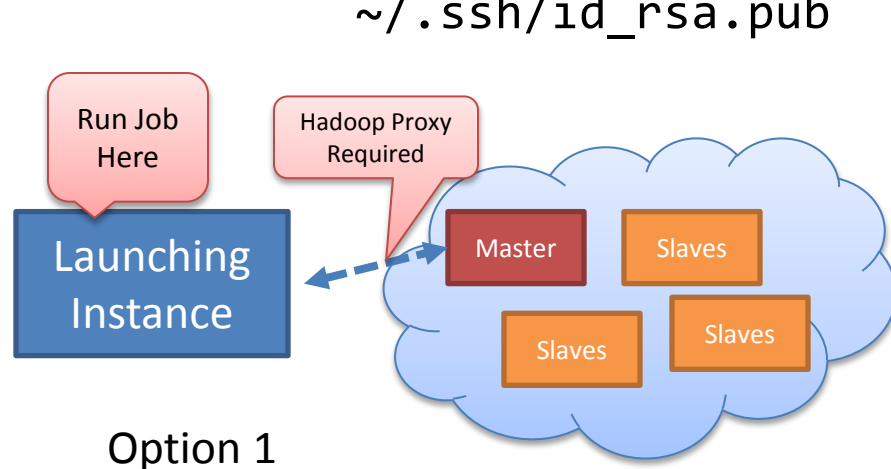 ~/.ssh/id_rsa.pub
Run Job
Here
Hadoop Proxy
Required
Launching
Instance
Master
Slaves
Slaves
Slaves
Option 1